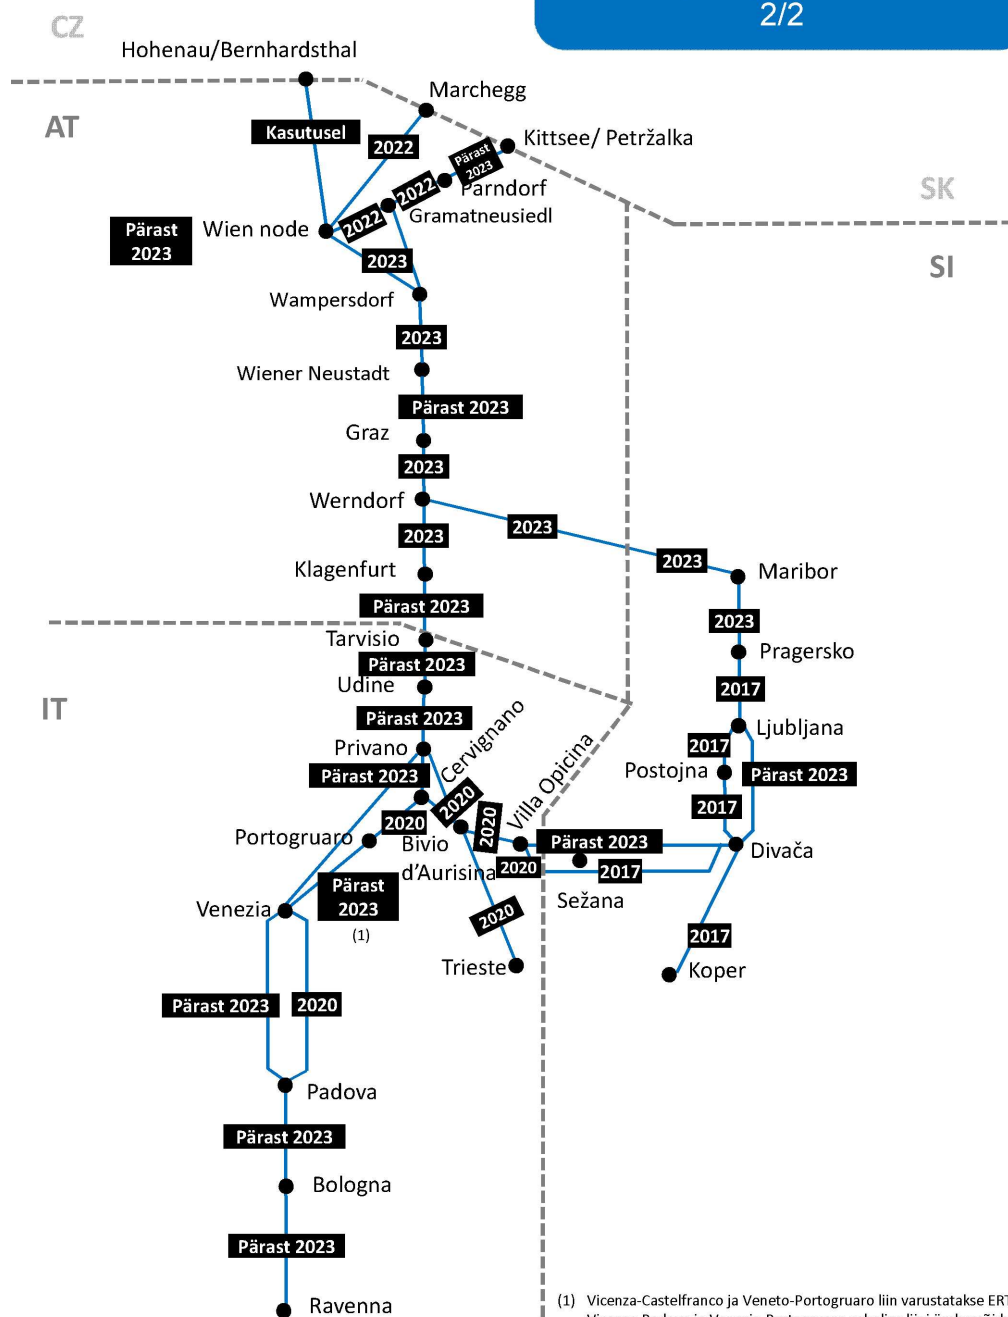 2/2
CZ
Hohenau/Bernhardsthal
Marchegg
AT
Kasutusel
2022
Kittsee/ Petržalka
Pärast
2023
Parndorf
SK
2022
Gramatneusiedl
Pärast
2023
Wien node
2022
2023
SI
Wampersdorf
2023
Wiener Neustadt
Pärast 2023
Graz
2023
Werndorf
2023
2023
2023
Klagenfurt
Maribor
Pärast 2023
2023
Tarvisio
Pragersko
Pärast 2023
Udine
2017
IT
Pärast 2023
Cervignano
Ljubljana
Privano
2017
Villa Opicina
Postojna
Pärast 2023
Pärast 2023
2020
2017
2020
2020
Portogruaro
Bivio
d'Aurisina
Pärast 2023
Divača
2020
2017
Pärast
2023
(1)
Sežana
Venezia
2020
2017
Trieste
Koper
Pärast 2023
2020
Padova
Pärast 2023
Bologna
Pärast 2023
Ravenna
(1) Vicenza-Castelfranco ja Veneto-Portogruaro liin varustatakse ERT